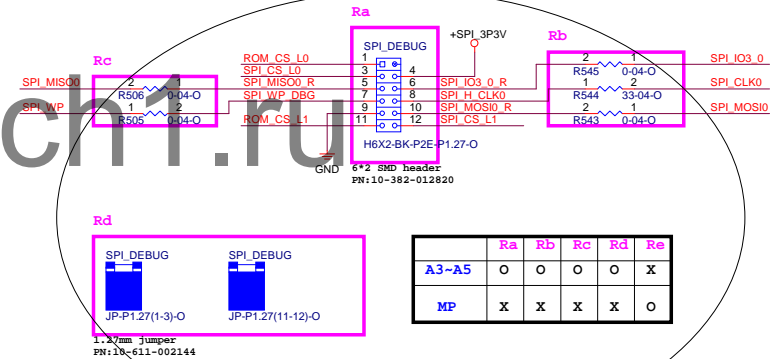 Ra
+SPI_3P3V
Rb
Rc
SPI_DEBUG
ROM_CS_L0 1
2 1 SPI_IO3_0
SPI_CS_L0 3 4
R545 0-04-O
SPI_MISO0 2 1 SPI_MISO0_R 5 6 SPI_IO3_0_R 1 2 SPI_CLK0
R506 0-04-O
R544 33-04-O
SPI_WP 1 2 SPI_WP_DBG 7 8 SPI_H_CLK0
9 10 SPI_MOSI0_R 2 1 SPI_MOSI0
R505 0-04-O
ROM_CS_L1 11 12 SPI_CS_L1
R543 0-04-O
ch1.ru
H6X2-BK-P2E-P1.27-O
GND
6*2 SMD header
PN:10-382-012820
Rd
SPI_DEBUG SPI_DEBUG
JP-P1.27(1-3)-O JP-P1.27(11-12)-O
1.27mm jumper
PN:10-611-002144
Ra Rb Rc Rd Re
A3~A5 O O O O X
MP X X X X O